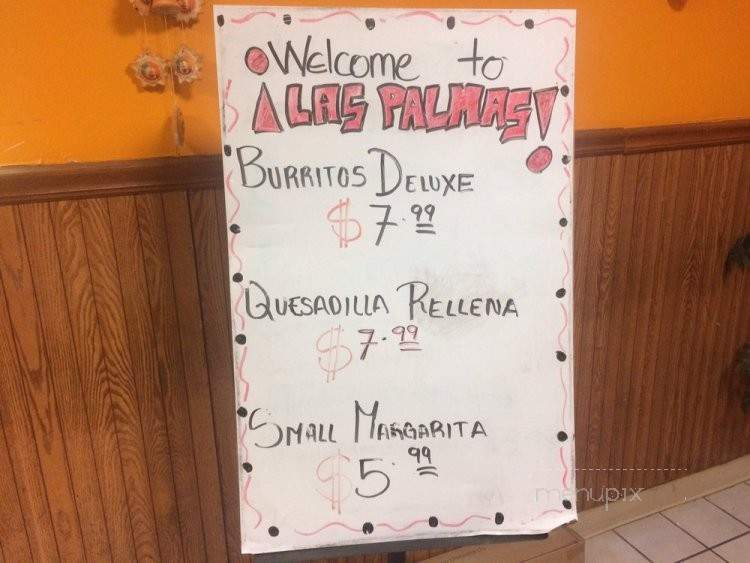 Welcome to
¡LAS PALMAS!
BURRITOS DELUXE
$7.99
QUESADILLA RELLENA
$7.99
SMALL MARGARITA
$5.99
menupix